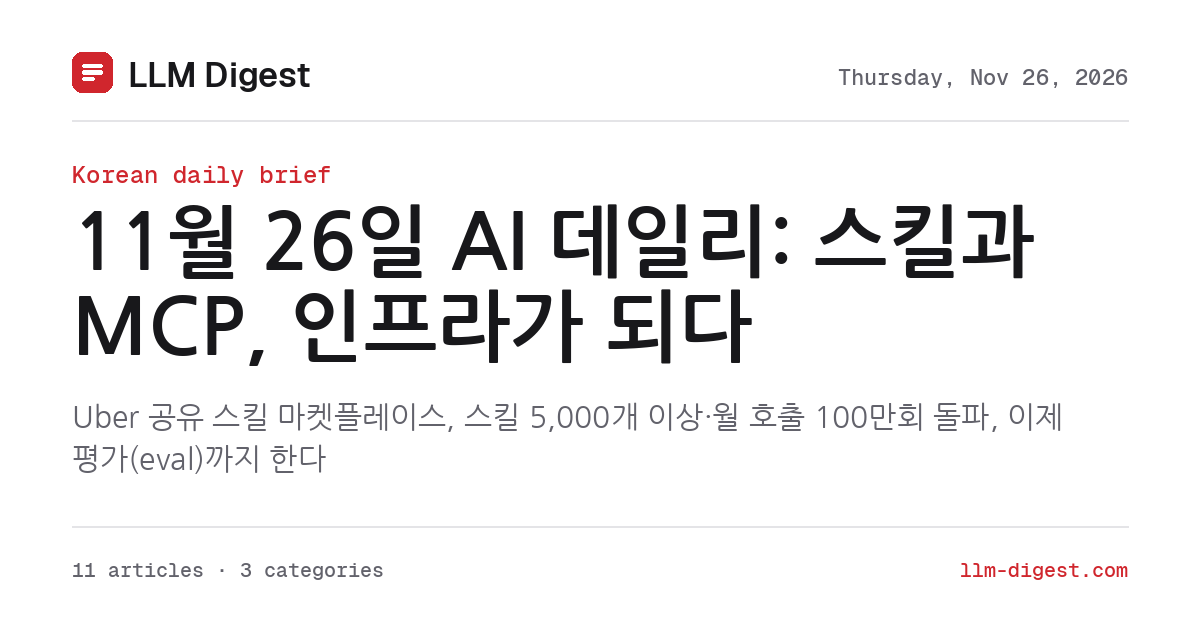 LLM Digest
Thursday, Nov 26, 2026
Korean daily brief
11월 26일 AI 데일리: 스킬과
MCP, 인프라가 되다
Uber 공유 스킬 마켓플레이스, 스킬 5,000개 이상·월 호출 100만회 돌파, 이제
평가(eval)까지 한다
11 articles · 3 categories
llm-digest.com